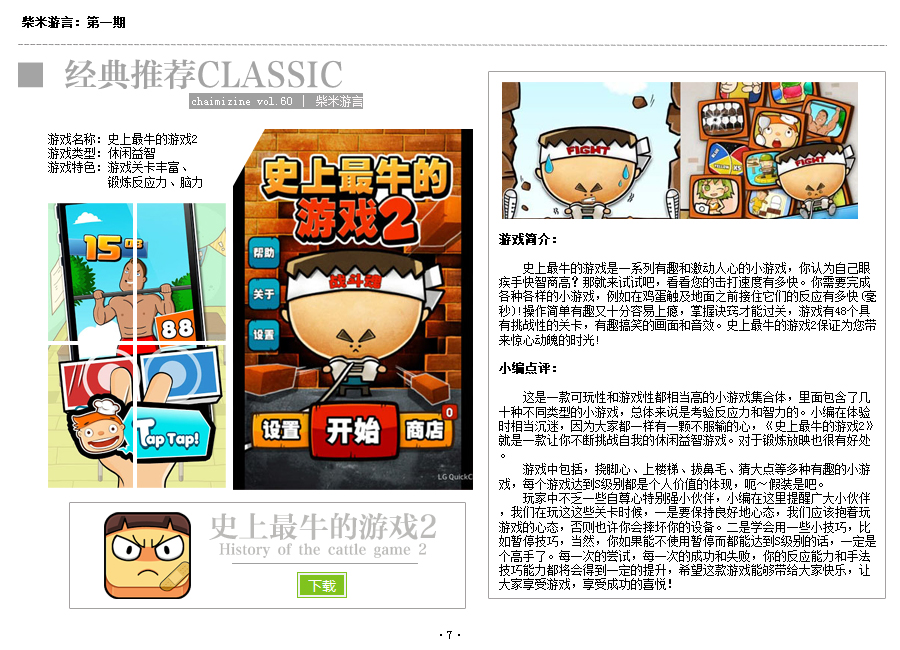 柴米游言：第一期
经典推荐CLASSIC
chaimizine vol.60 | 柴米游言
游戏名称：史上最牛的游戏2
游戏类型：休闲益智
游戏特色：游戏关卡丰富、
锻炼反应力、脑力
15
88
Tap Tap!
史上最牛的
游戏2
帮助
关于
设置
战斗魂
设置
开始
商店
0
LG QuickC
史上最牛的游戏2
History of the cattle game 2
下载
FIGHT
FIGHT
游戏简介：
史上最牛的游戏是一系列有趣和激动人心的小游戏，你认为自己眼
疾手快智商高？那就来试试吧，看看您的击打速度有多快。你需要完成
各种各样的小游戏，例如在鸡蛋触及地面之前接住它们的反应有多快(毫
秒)!操作简单有趣又十分容易上瘾，掌握诀窍才能过关，游戏有48个具
有挑战性的关卡，有趣搞笑的画面和音效。史上最牛的游戏2保证为您带
来惊心动魄的时光!
小编点评：
这是一款可玩性和游戏性都相当高的小游戏集合体，里面包含了几
十种不同类型的小游戏，总体来说是考验反应力和智力的。小编在体验
时相当沉迷，因为大家都一样有一颗不服输的心，《史上最牛的游戏2》
就是一款让你不断挑战自我的休闲益智游戏。对于锻炼放映也很有好处
。
游戏中包括，挠脚心、上楼梯、拔鼻毛、猜大点等多种有趣的小游
戏，每个游戏达到S级别都是个人价值的体现，呃～假装是吧。
玩家中不乏一些自尊心特别强小伙伴，小编在这里提醒广大小伙伴
，我们在玩这这些关卡时候，一是要保持良好地心态，我们应该抱着玩
游戏的心态，否则也许你会摔坏你的设备。二是学会用一些小技巧，比
如暂停技巧，当然，你如果能不使用暂停而都能达到S级别的话，一定是
个高手了。每一次的尝试，每一次的成功和失败，你的反应能力和手法
技巧能力都将会得到一定的提升，希望这款游戏能够带给大家快乐，让
大家享受游戏，享受成功的喜悦!
·7·